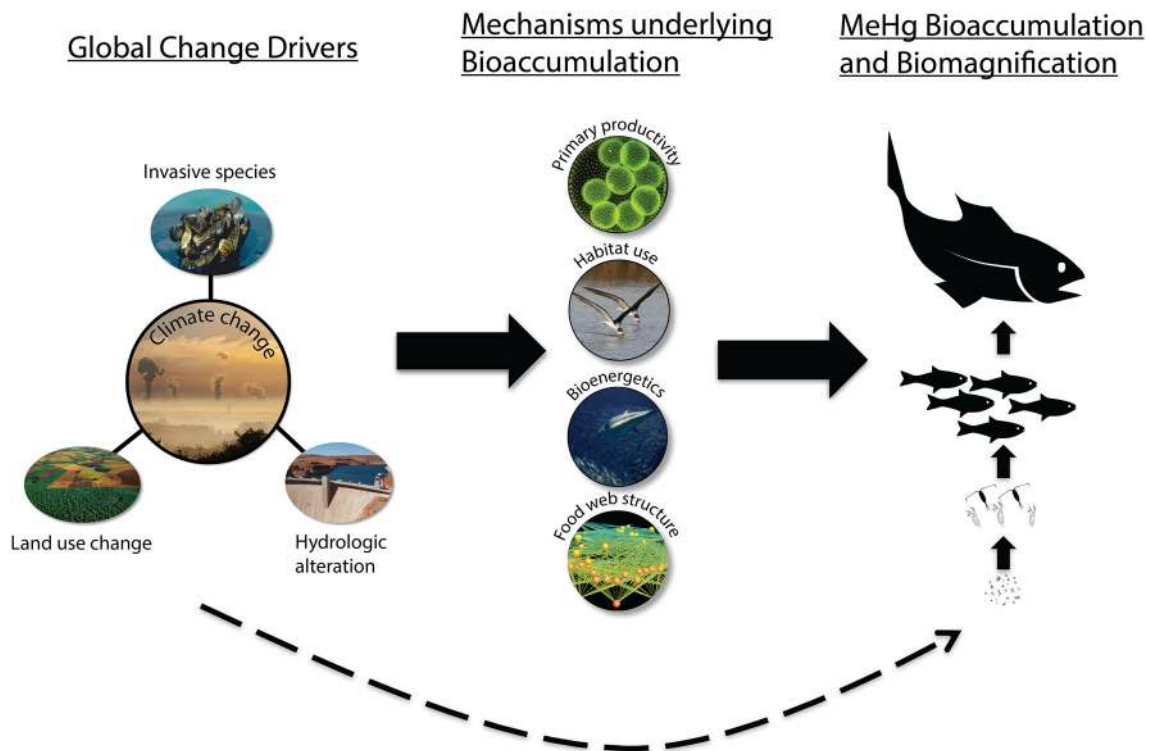 Global Change Drivers
Mechanisms underlying
Bioaccumulation
MeHg Bioaccumulation
and Biomagnification
Invasive species
Climate change
Land use change
Hydrologic
alteration
Primary productivity
Habitat use
Bioenergetics
Food web structure